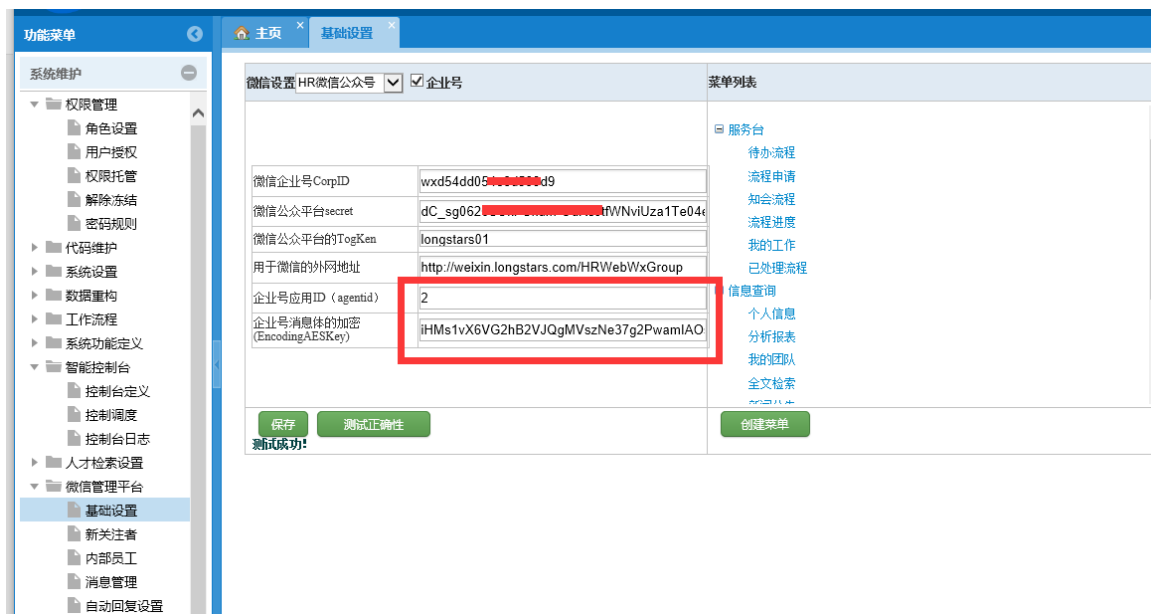 功能菜单
主页
基础设置
系统维护
权限管理
角色设置
用户授权
权限托管
解除冻结
密码规则
代码维护
系统设置
数据重构
工作流程
系统功能定义
智能控制台
控制台定义
控制调度
控制台日志
人才检索设置
微信管理平台
基础设置
新关注者
内部员工
消息管理
自动回复设置
微信设置 HR微信公众号 企业号
微信企业号CorpID wxd54dd05 d9
微信公众平台secret dC_sg062 tfWNviUza1Te04
微信公众平台的TogKen longstars01
用于微信的外网地址 http://weixin.longstars.com/HRWebWxGroup
企业号应用ID（agentid） 2
企业号消息体的加密
(EncodingAESKey) iHMs1vX6VG2hB2VJQgMVszNe37g2PwamIAO
保存 测试正确性
测试成功!
菜单列表
服务台
待办流程
流程申请
知会流程
流程进度
我的工作
已处理流程
信息查询
个人信息
分析报表
我的团队
全文检索
创建菜单